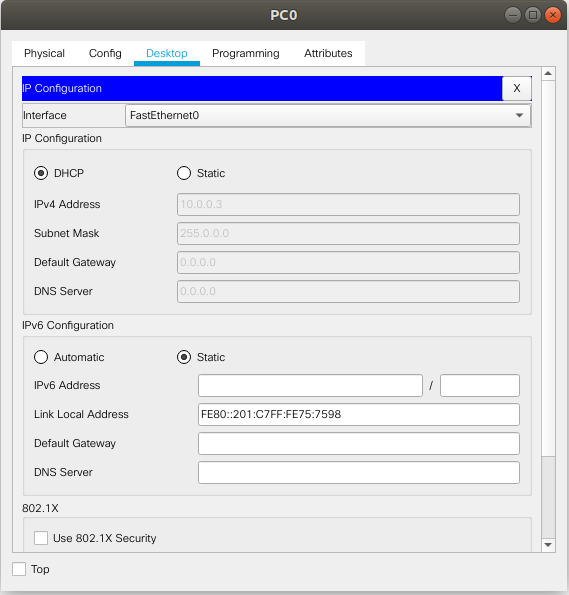 PC0
Physical Config Desktop Programming Attributes
IP Configuration X
Interface FastEthernet0
IP Configuration
DHCP Static
IPv4 Address 10.0.0.3
Subnet Mask 255.0.0.0
Default Gateway 0.0.0.0
DNS Server 0.0.0.0
IPv6 Configuration
Automatic Static
IPv6 Address /
Link Local Address FE80::201:C7FF:FE75:7598
Default Gateway
DNS Server
802.1X
Use 802.1X Security
Top